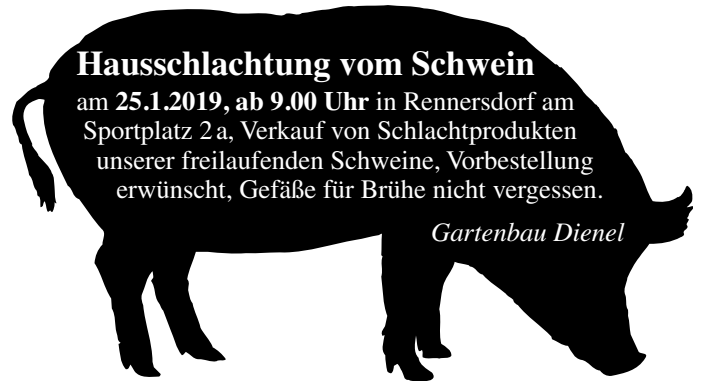 Hausschlachtung vom Schwein
am 25.1.2019, ab 9.00 Uhr in Rennersdorf am
Sportplatz 2 a, Verkauf von Schlachtprodukten
unserer freilaufenden Schweine, Vorbestellung
erwünscht, Gefäße für Brühe nicht vergessen.
Gartenbau Dienel